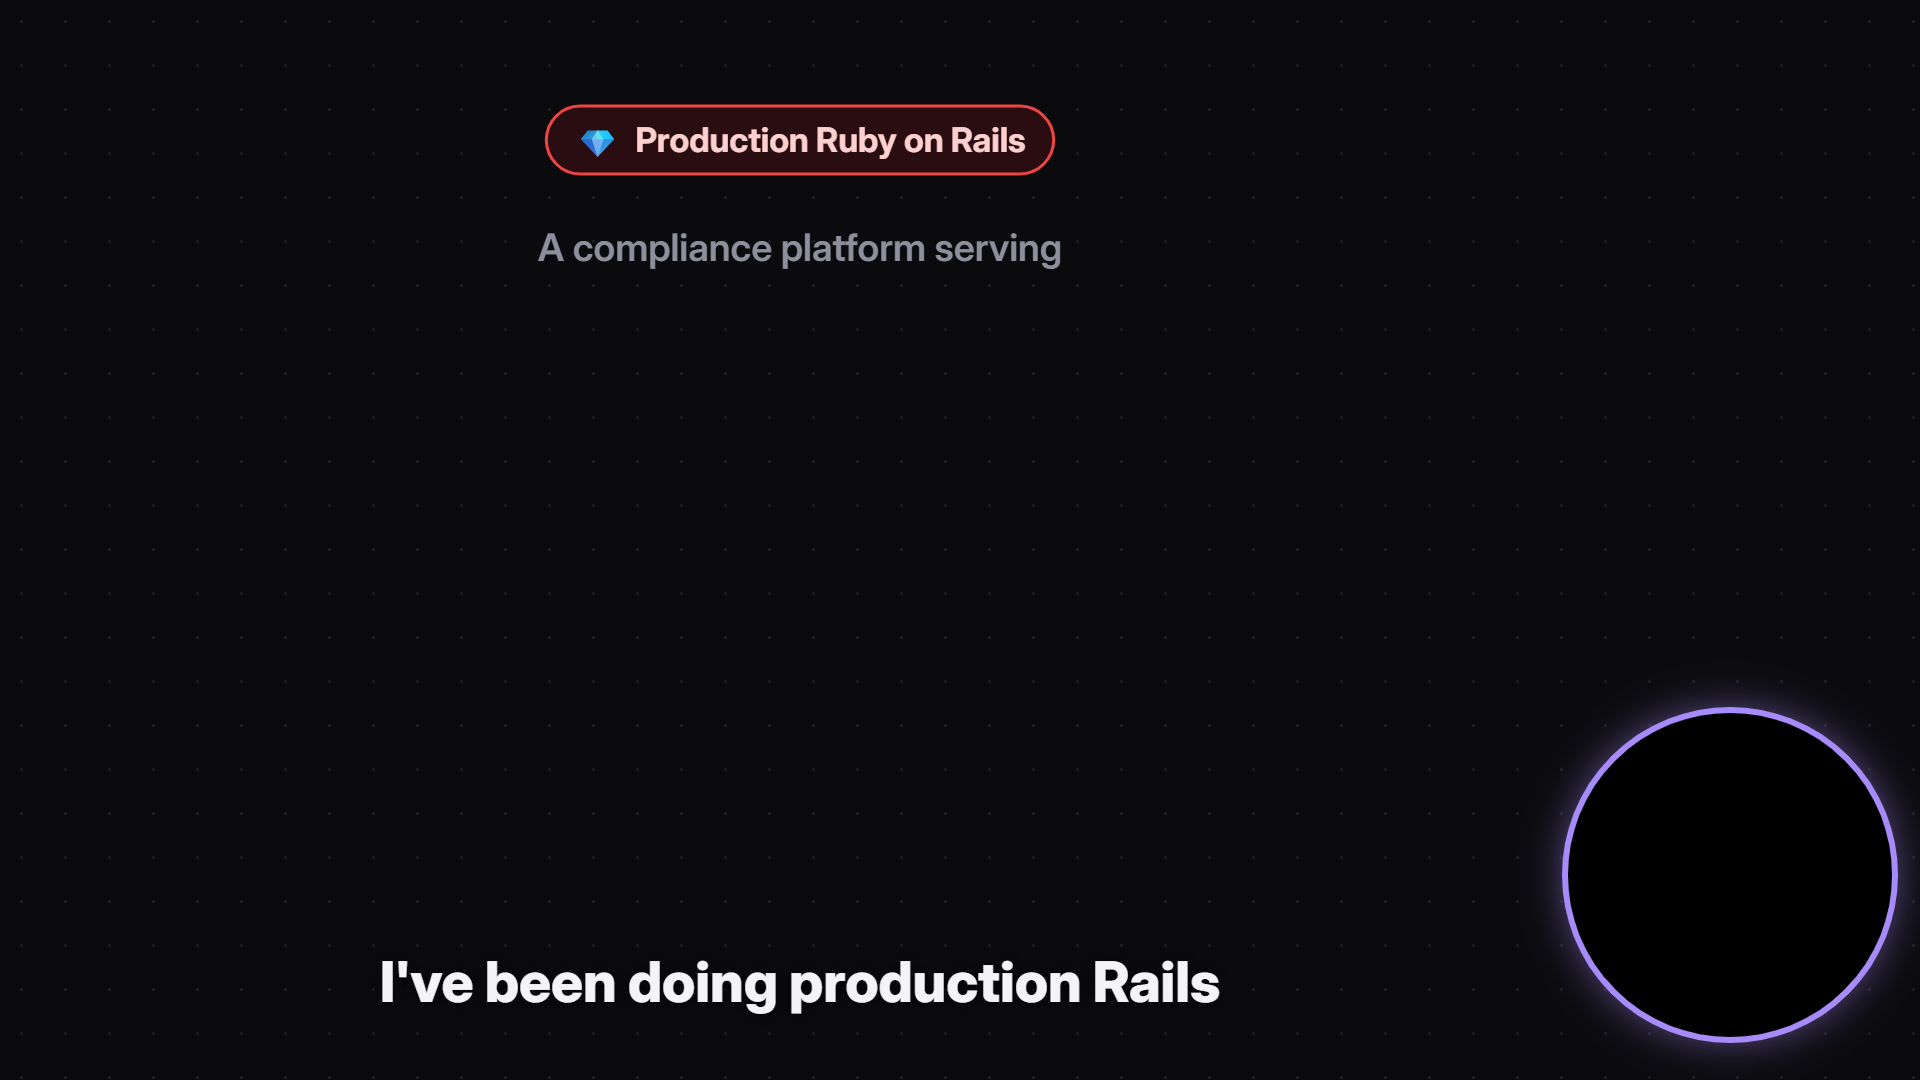 Production Ruby on Rails
A compliance platform serving
I've been doing production Rails